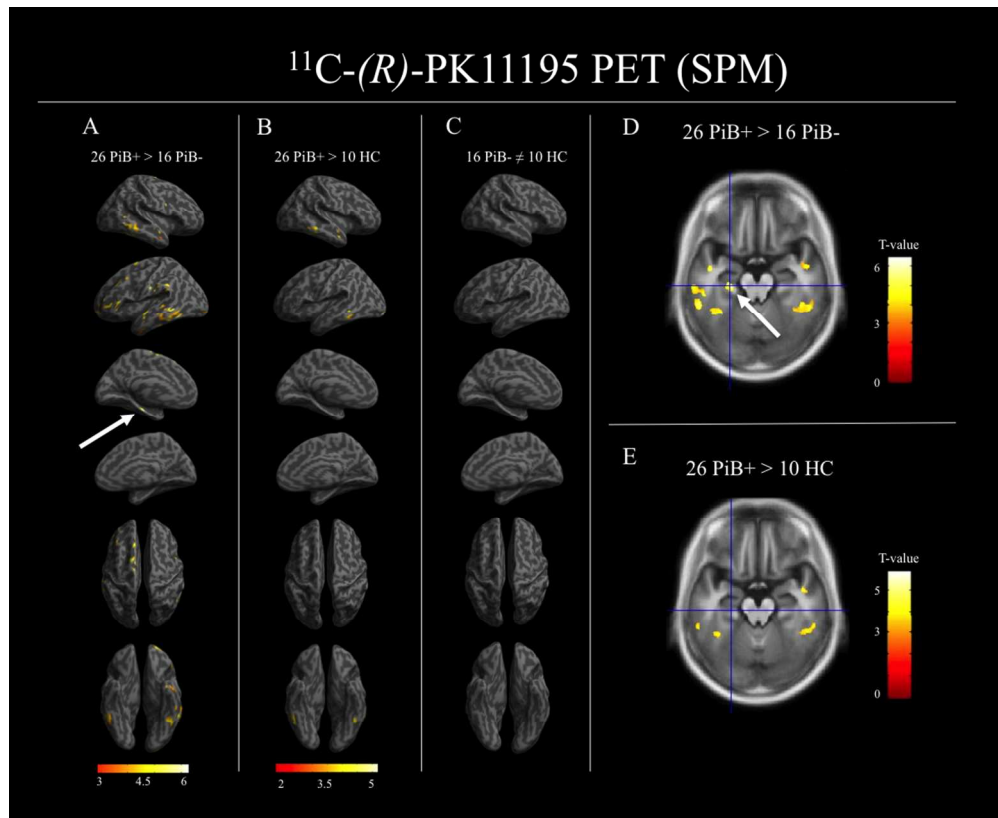 ¹¹C-(R)-PK11195 PET (SPM)
A
26 PiB+ > 16 PiB-
3 4.5 6
B
26 PiB+ > 10 HC
2 3.5 5
C
16 PiB- ≠ 10 HC
D
26 PiB+ > 16 PiB-
T-value
6
3
0
E
26 PiB+ > 10 HC
T-value
5
3
0